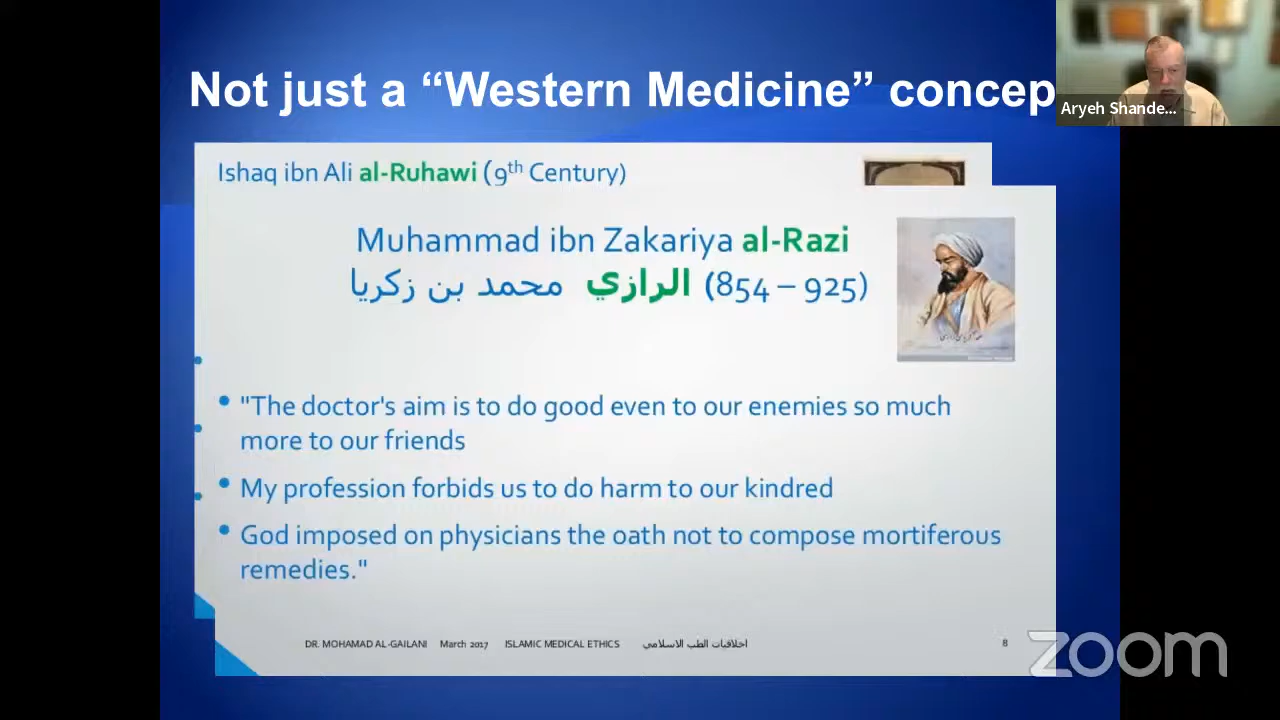 Not just a “Western Medicine” concep
Aryeh Shande...
Ishaq ibn Ali al-Ruhawi (9th Century)
Muhammad ibn Zakariya al-Razi
محمد بن زكريا الرازي (854 – 925)
• "The doctor's aim is to do good even to our enemies so much
more to our friends
• My profession forbids us to do harm to our kindred
• God imposed on physicians the oath not to compose mortiferous
remedies."
DR. MOHAMAD AL-GAILANI March 2017 ISLAMIC MEDICAL ETHICS اخلاقيات الطب الاسلامي 8
zoom